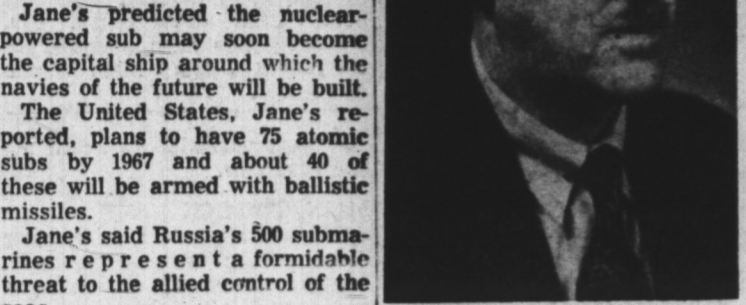 Jane's predicted the nuclear-
powered sub may soon become
the capital ship around which the
navies of the future will be built.
The United States, Jane's re-
ported, plans to have 75 atomic
subs by 1967 and about 40 of
these will be armed with ballistic
missiles.
Jane's said Russia's 500 subma-
rines represent a formidable
threat to the allied control of the